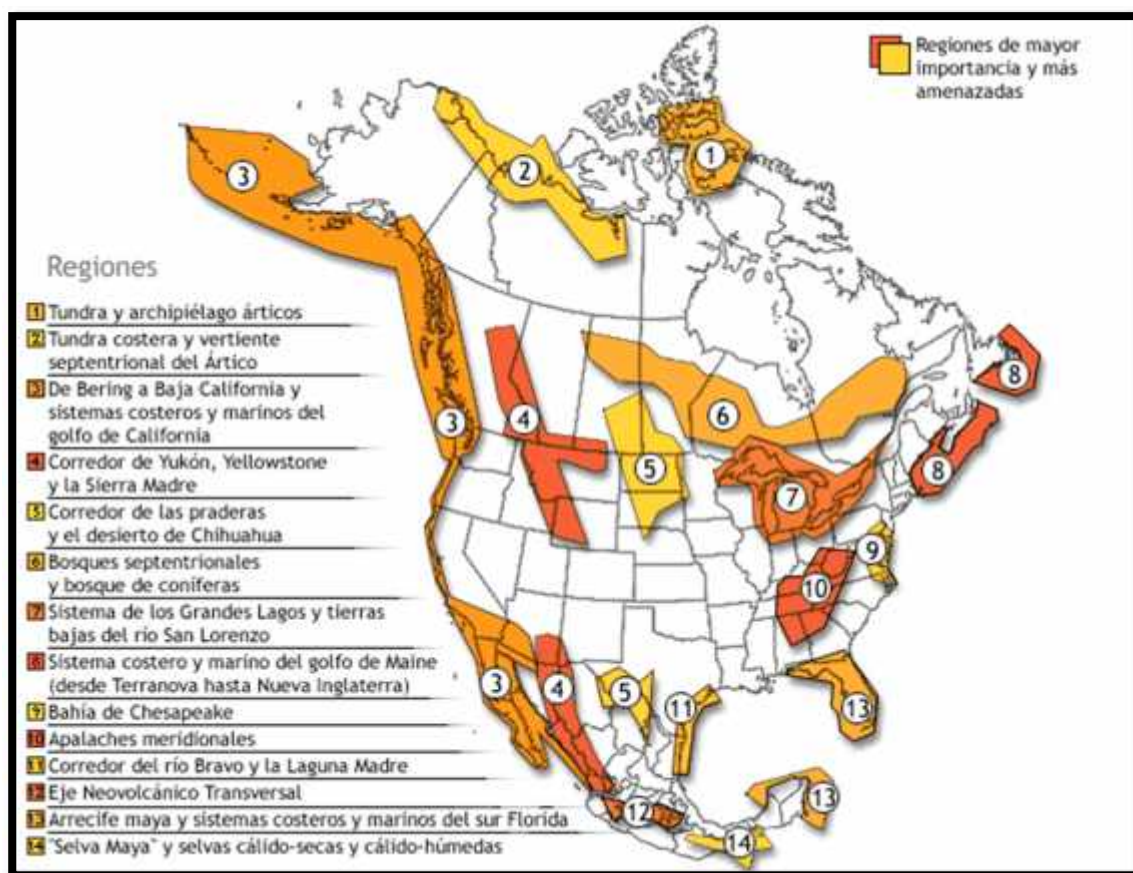 Regiones de mayor
importancia y más
amenazadas
1
2
3
Regiones
1 Tundra y archipiélago árticos
2 Tundra costera y vertiente
septentrional del Ártico
3 De Bering a Baja California y
sistemas costeros y marinos del
golfo de California
4 Corredor de Yukón, Yellowstone
y la Sierra Madre
5 Corredor de las praderas
y el desierto de Chihuahua
6 Bosques septentrionales
y bosque de coníferas
7 Sistema de los Grandes Lagos y tierras
bajas del río San Lorenzo
8 Sistema costero y marino del golfo de Maine
(desde Terranova hasta Nueva Inglaterra)
9 Bahía de Chesapeake
10 Apalaches meridionales
11 Corredor del río Bravo y la Laguna Madre
12 Eje Neovolcánico Transversal
13 Arrecife maya y sistemas costeros y marinos del sur Florida
14 "Selva Maya" y selvas cálido-secas y cálido-húmedas
8
6
3
4
5
8
7
9
10
3
4
5
11
13
13
12
14